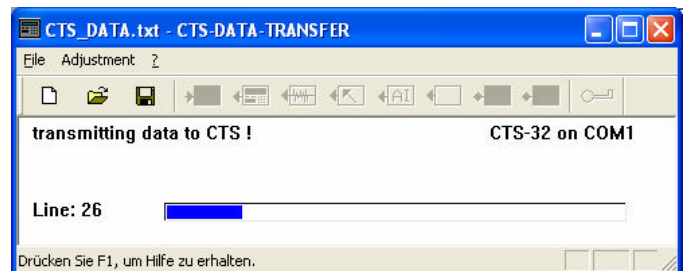 CTS_DATA.txt - CTS-DATA-TRANSFER
File Adjustment ?
AI
transmitting data to CTS ! CTS-32 on COM1
Line: 26
Drücken Sie F1, um Hilfe zu erhalten.